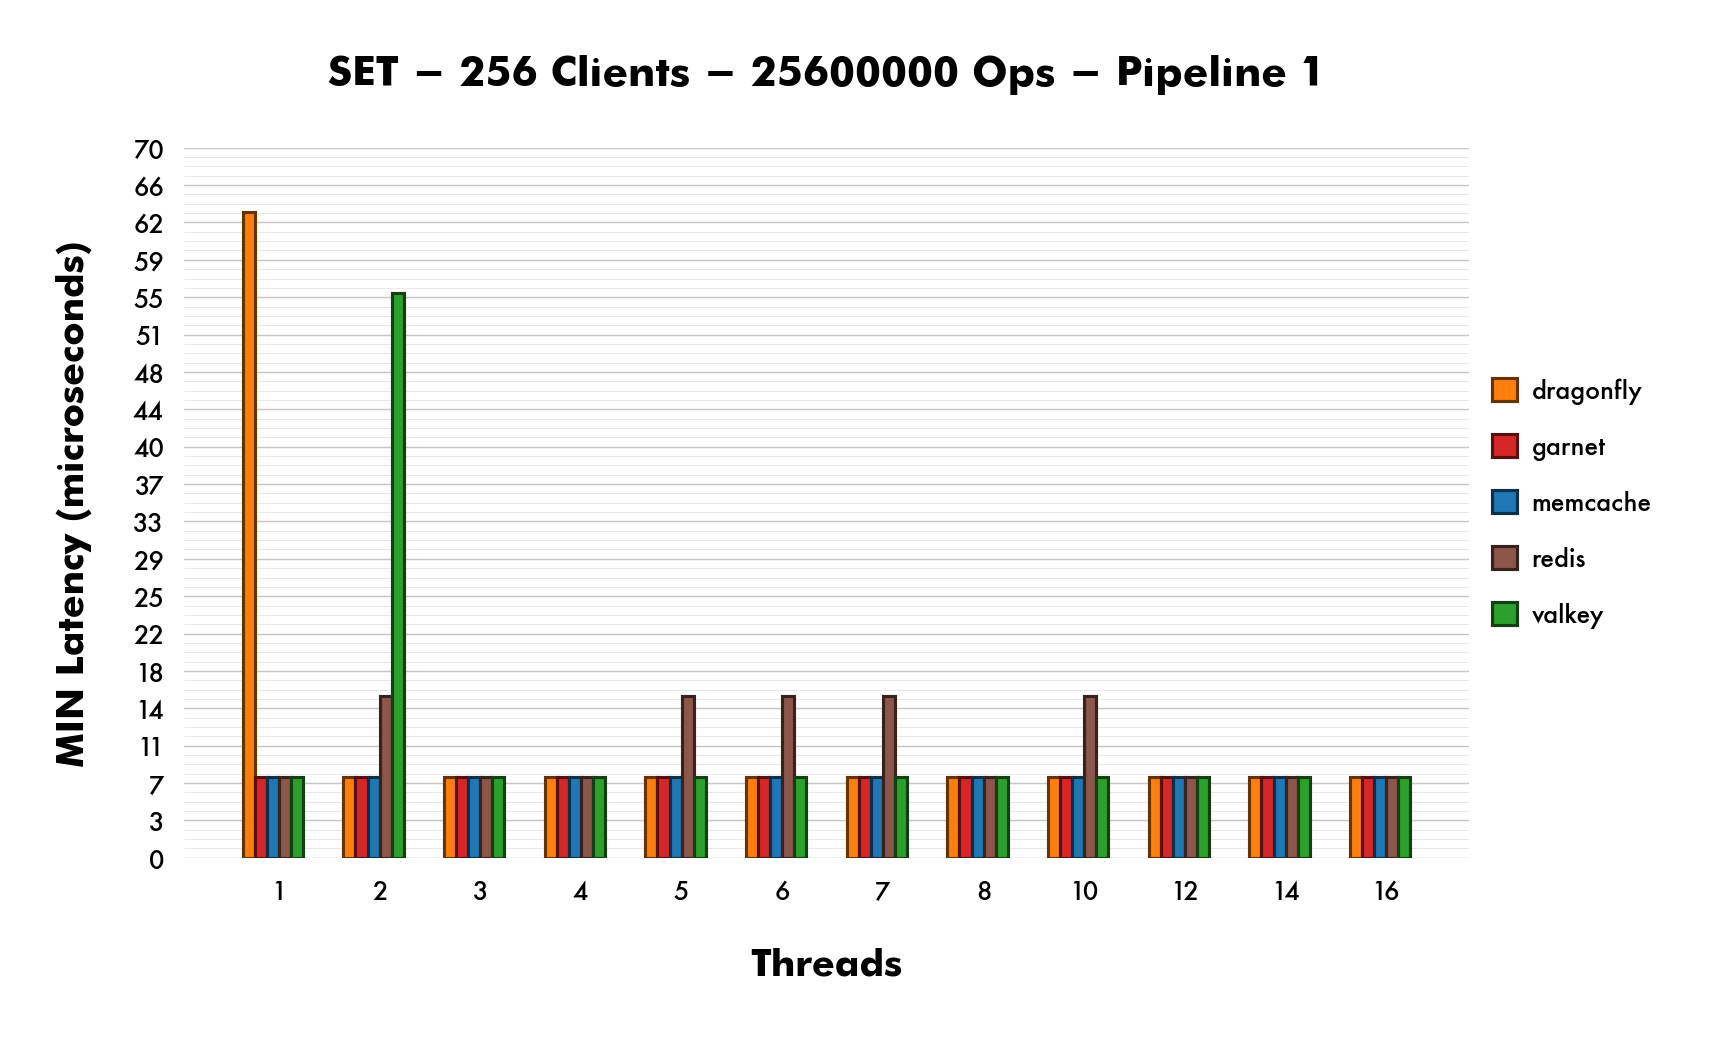 SET – 256 Clients – 25600000 Ops – Pipeline 1
MIN Latency (microseconds)
70
66
62
59
55
51
48
44
40
37
33
29
25
22
18
14
11
7
3
0
1 2 3 4 5 6 7 8 10 12 14 16
Threads
dragonfly
garnet
memcache
redis
valkey